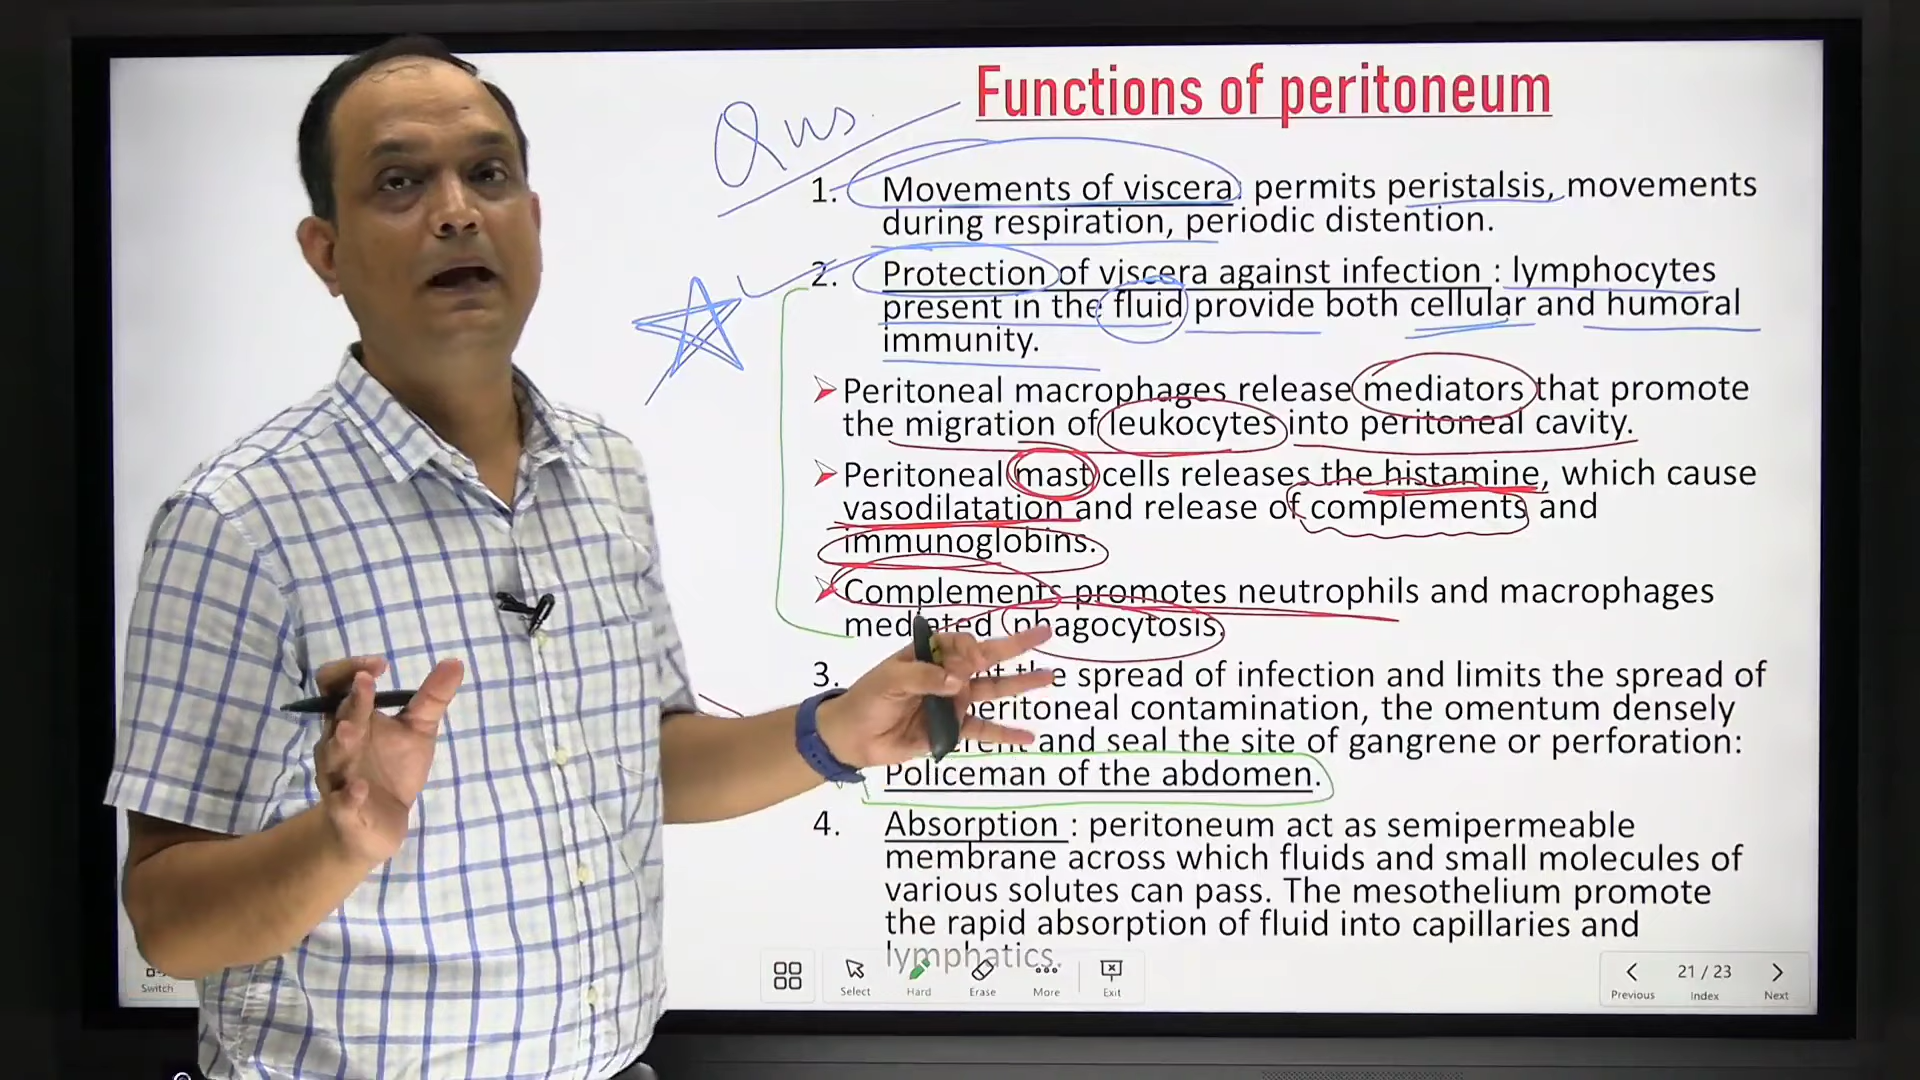 Functions of peritoneum
Qus.
1. Movements of viscera: permits peristalsis, movements
during respiration, periodic distention.
2. Protection of viscera against infection : lymphocytes
present in the fluid provide both cellular and humoral
immunity.
Peritoneal macrophages release mediators that promote
the migration of leukocytes into peritoneal cavity.
Peritoneal mast cells releases the histamine, which cause
vasodilatation and release of complements and
immunoglobins.
Complements promotes neutrophils and macrophages
mediated phagocytosis.
3. the spread of infection and limits the spread of
peritoneal contamination, the omentum densely
and seal the site of gangrene or perforation:
Policeman of the abdomen.
4. Absorption : peritoneum act as semipermeable
membrane across which fluids and small molecules of
various solutes can pass. The mesothelium promote
the rapid absorption of fluid into capillaries and
lymphatics.
Switch
Select Hard Erase More Exit
21 / 23
Previous Index Next